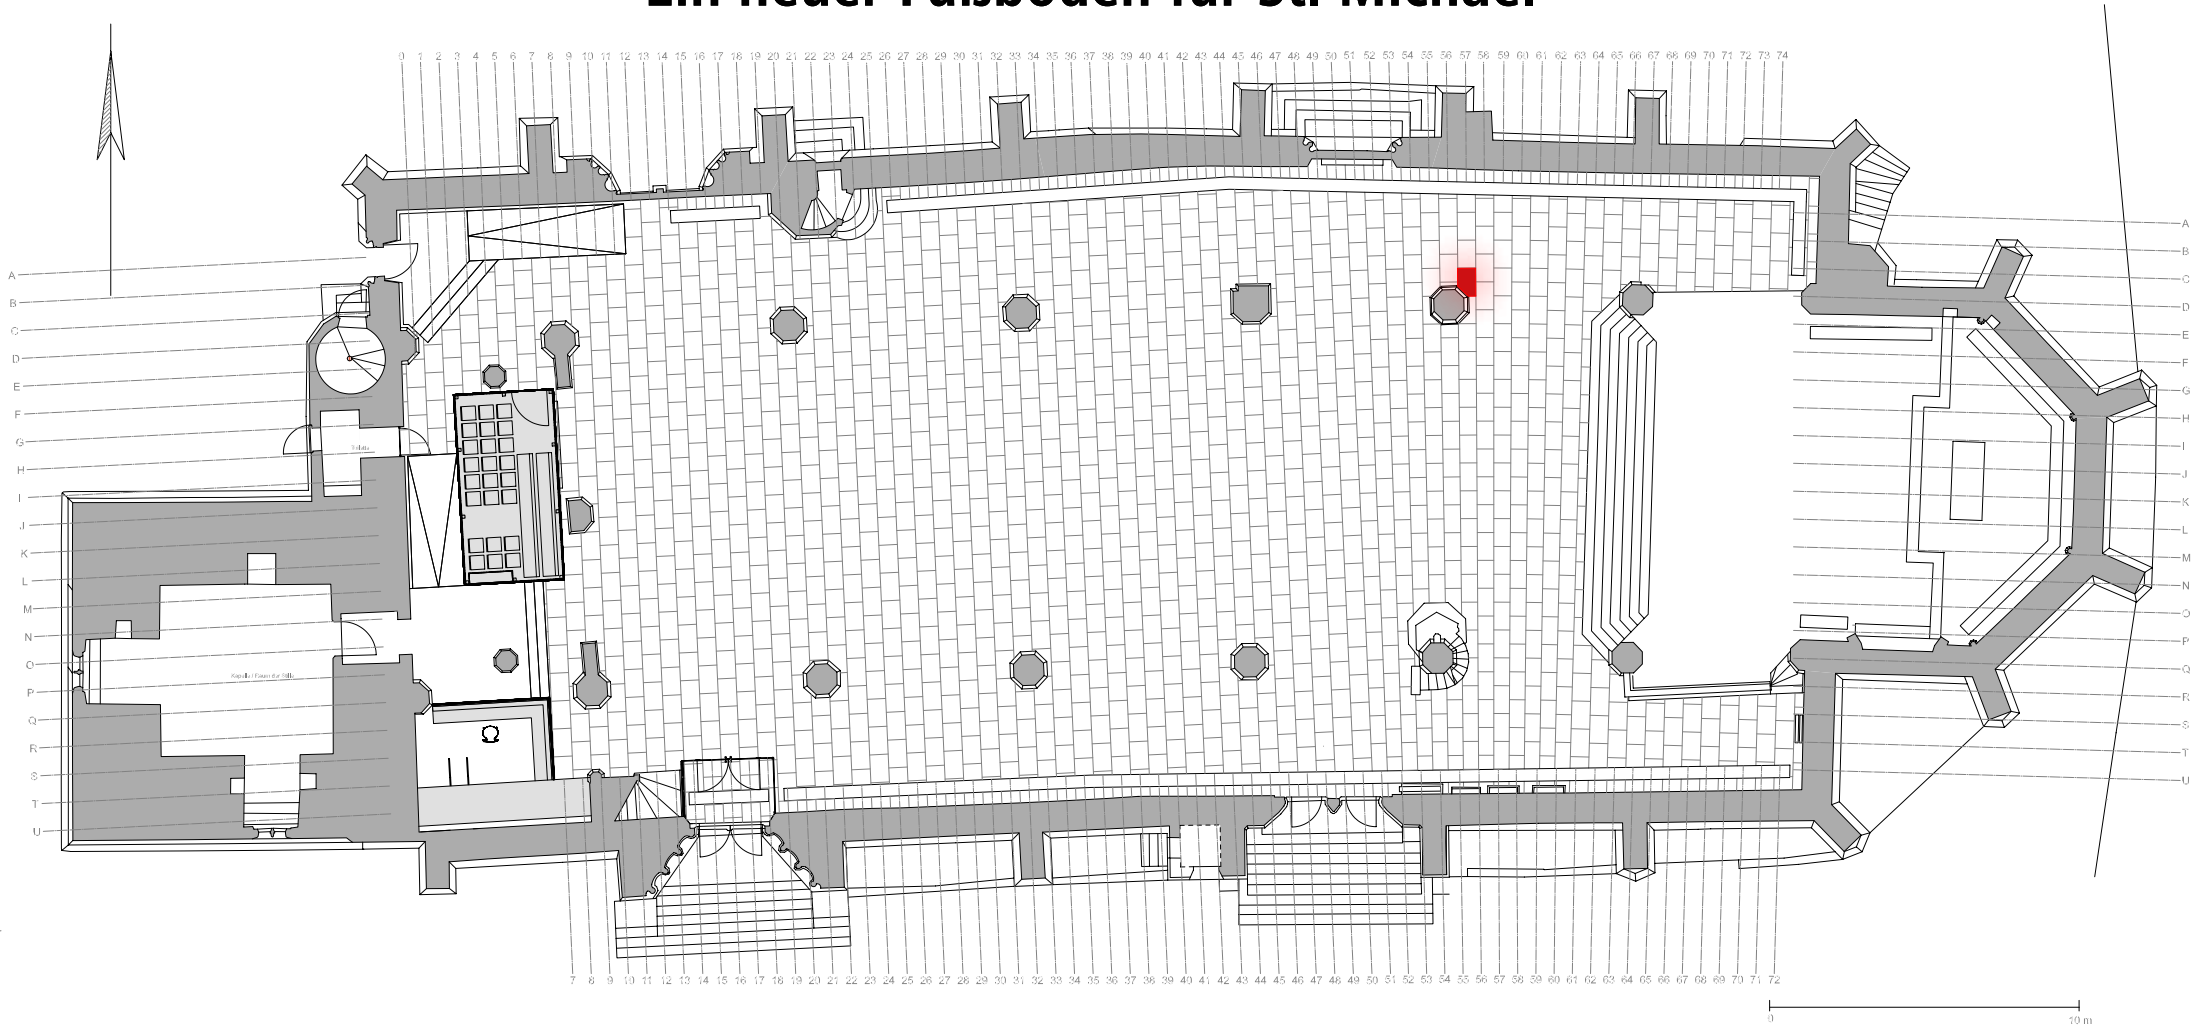 Ein neuer Fußboden für St. Michael
0 1 2 3 4 5 6 7 8 9 10 11 12 13 14 15 16 17 18 19 20 21 22 23 24 25 26 27 28 29 30 31 32 33 34 35 36 37 38 39 40 41 42 43 44 45 46 47 48 49 50 51 52 53 54 55 56 57 58 59 60 61 62 63 64 65 66 67 68 69 70 71 72 73 74
A
B
C
D
E
F
G
H
I
J
K
L
M
N
O
P
Q
R
S
T
U
Kapelle / Raum der Stille
A
B
C
D
E
F
G
H
I
J
K
L
M
N
O
P
Q
R
S
T
U
7 8 9 10 11 12 13 14 15 16 17 18 19 20 21 22 23 24 25 26 27 28 29 30 31 32 33 34 35 36 37 38 39 40 41 42 43 44 45 46 47 48 49 50 51 52 53 54 55 56 57 58 59 60 61 62 63 64 65 66 67 68 69 70 71 72
0 10 m